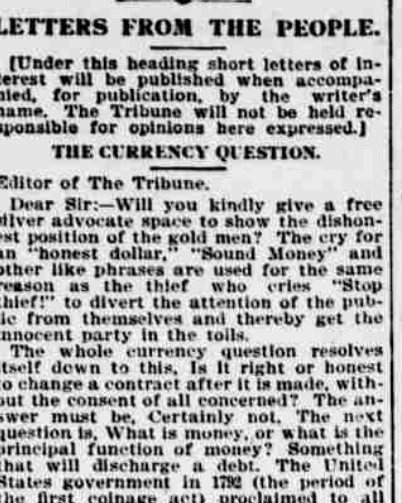 LETTERS FROM THE PEOPLE.
[Under this heading short letters of in-
terest will be published when accompa-
nied, for publication, by the writer's
name. The Tribune will not be held re-
sponsible for opinions here expressed.]
THE CURRENCY QUESTION.
Editor of The Tribune.
Dear Sir:—Will you kindly give a free
silver advocate space to show the dishon-
est position of the gold men? The cry for
an "honest dollar," "Sound Money" and
other like phrases are used for the same
reason as the thief who cries "Stop
thief!" to divert the attention of the pub-
lic from themselves and thereby get the
innocent party in the toils.
The whole currency question resolves
itself down to this, Is it right or honest
to change a contract after it is made, with-
out the consent of all concerned? The an-
swer must be, Certainly not. The next
question is, What is money, or what is the
principal function of money? Something
that will discharge a debt. The United
States government in 1792 (the period of
the first coinage act) proclaimed all